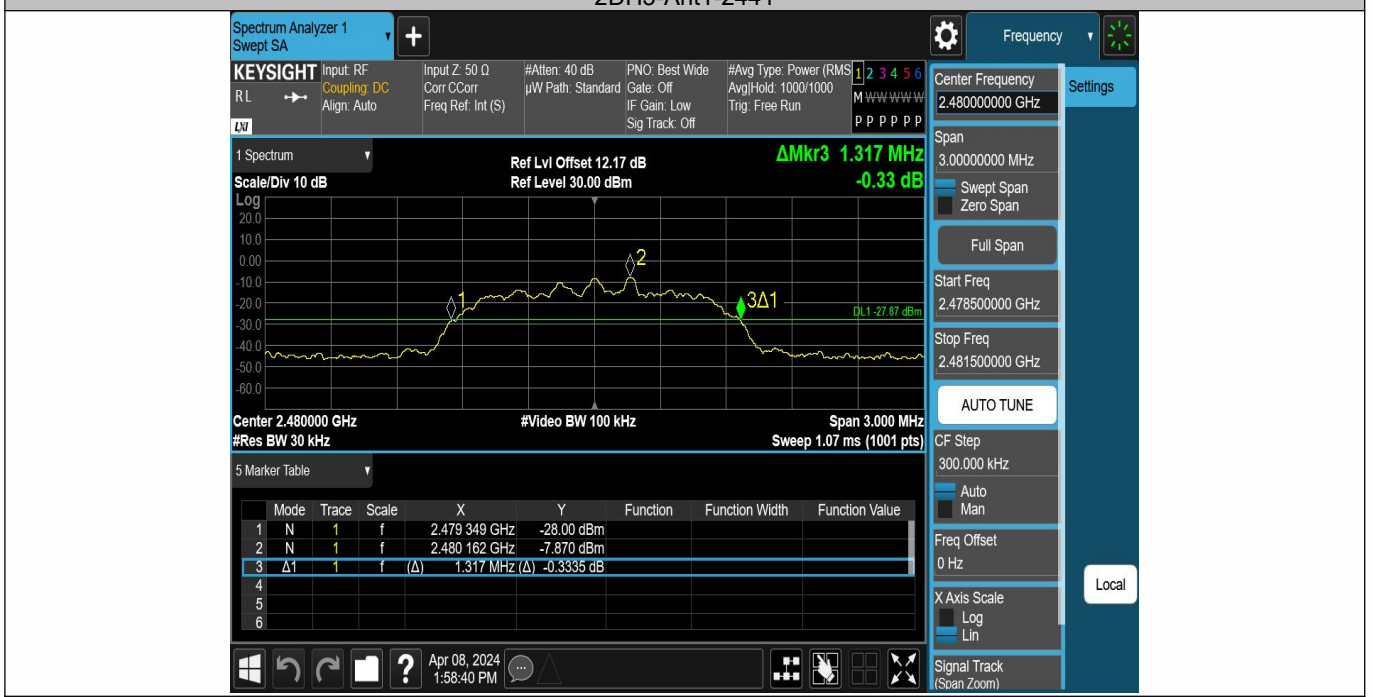 2DH5-Ant1-2441
Spectrum Analyzer 1
Swept SA
Frequency
KEYSIGHT
RL
LXI
Input: RF
Coupling: DC
Align: Auto
Input Z: 50 Ω
Corr CCorr
Freq Ref: Int (S)
#Atten: 40 dB
µW Path: Standard
PNO: Best Wide
Gate: Off
IF Gain: Low
Sig Track: Off
#Avg Type: Power (RMS
Avg|Hold: 1000/1000
Trig: Free Run
1 2 3 4 5 6
M W W W W W
P P P P P P
1 Spectrum
Scale/Div 10 dB
Ref Lvl Offset 12.17 dB
Ref Level 30.00 dBm
ΔMkr3 1.317 MHz
-0.33 dB
Log
20.0
10.0
0.00
-10.0
-20.0
-30.0
-40.0
-50.0
-60.0
1
2
3Δ1
DL1 -27.87 dBm
Center 2.480000 GHz
#Video BW 100 kHz
Span 3.000 MHz
#Res BW 30 kHz
Sweep 1.07 ms (1001 pts)
5 Marker Table
Mode Trace Scale X Y Function Function Width Function Value
1 N 1 f 2.479 349 GHz -28.00 dBm
2 N 1 f 2.480 162 GHz -7.870 dBm
3 Δ1 1 f (Δ) 1.317 MHz (Δ) -0.3335 dB
4
5
6
?
Apr 08, 2024
1:58:40 PM
Center Frequency
2.480000000 GHz
Settings
Span
3.00000000 MHz
Swept Span
Zero Span
Full Span
Start Freq
2.478500000 GHz
Stop Freq
2.481500000 GHz
AUTO TUNE
CF Step
300.000 kHz
Auto
Man
Freq Offset
0 Hz
X Axis Scale
Log
Lin
Signal Track
(Span Zoom)
Local